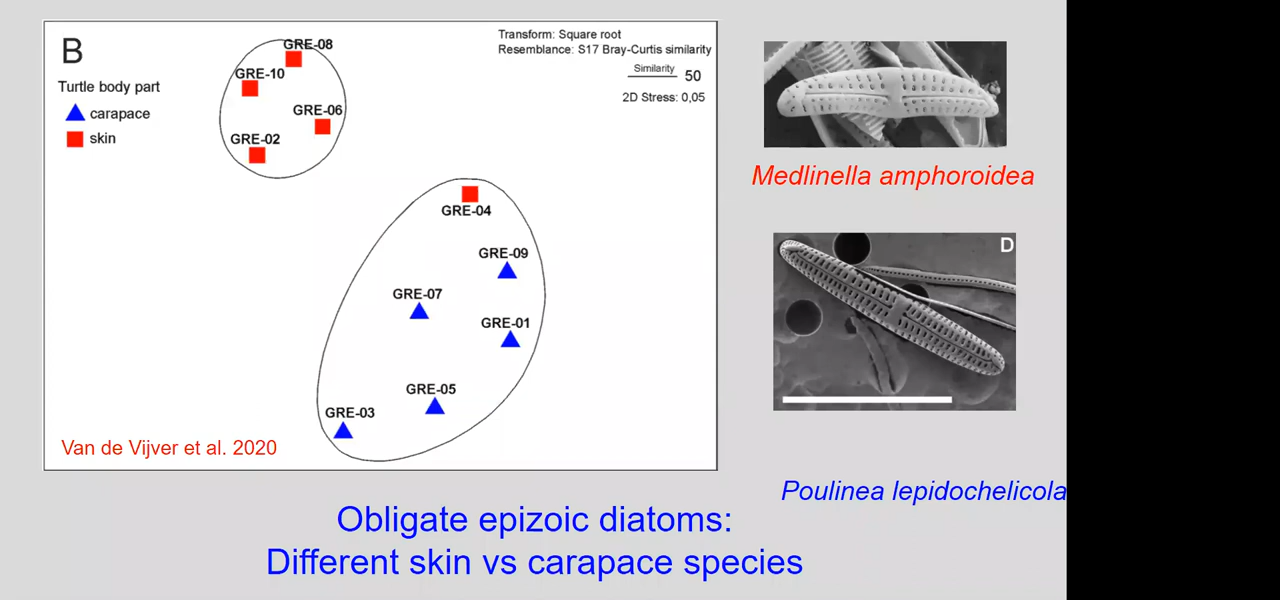 B
Transform: Square root
Resemblance: S17 Bray-Curtis similarity
Similarity
50
2D Stress: 0,05
Turtle body part
carapace
skin
GRE-08
GRE-10
GRE-06
GRE-02
GRE-04
GRE-09
GRE-07
GRE-01
GRE-05
GRE-03
Van de Vijver et al. 2020
Medlinella amphoroidea
D
Poulinea lepidochelicola
Obligate epizoic diatoms:
Different skin vs carapace species